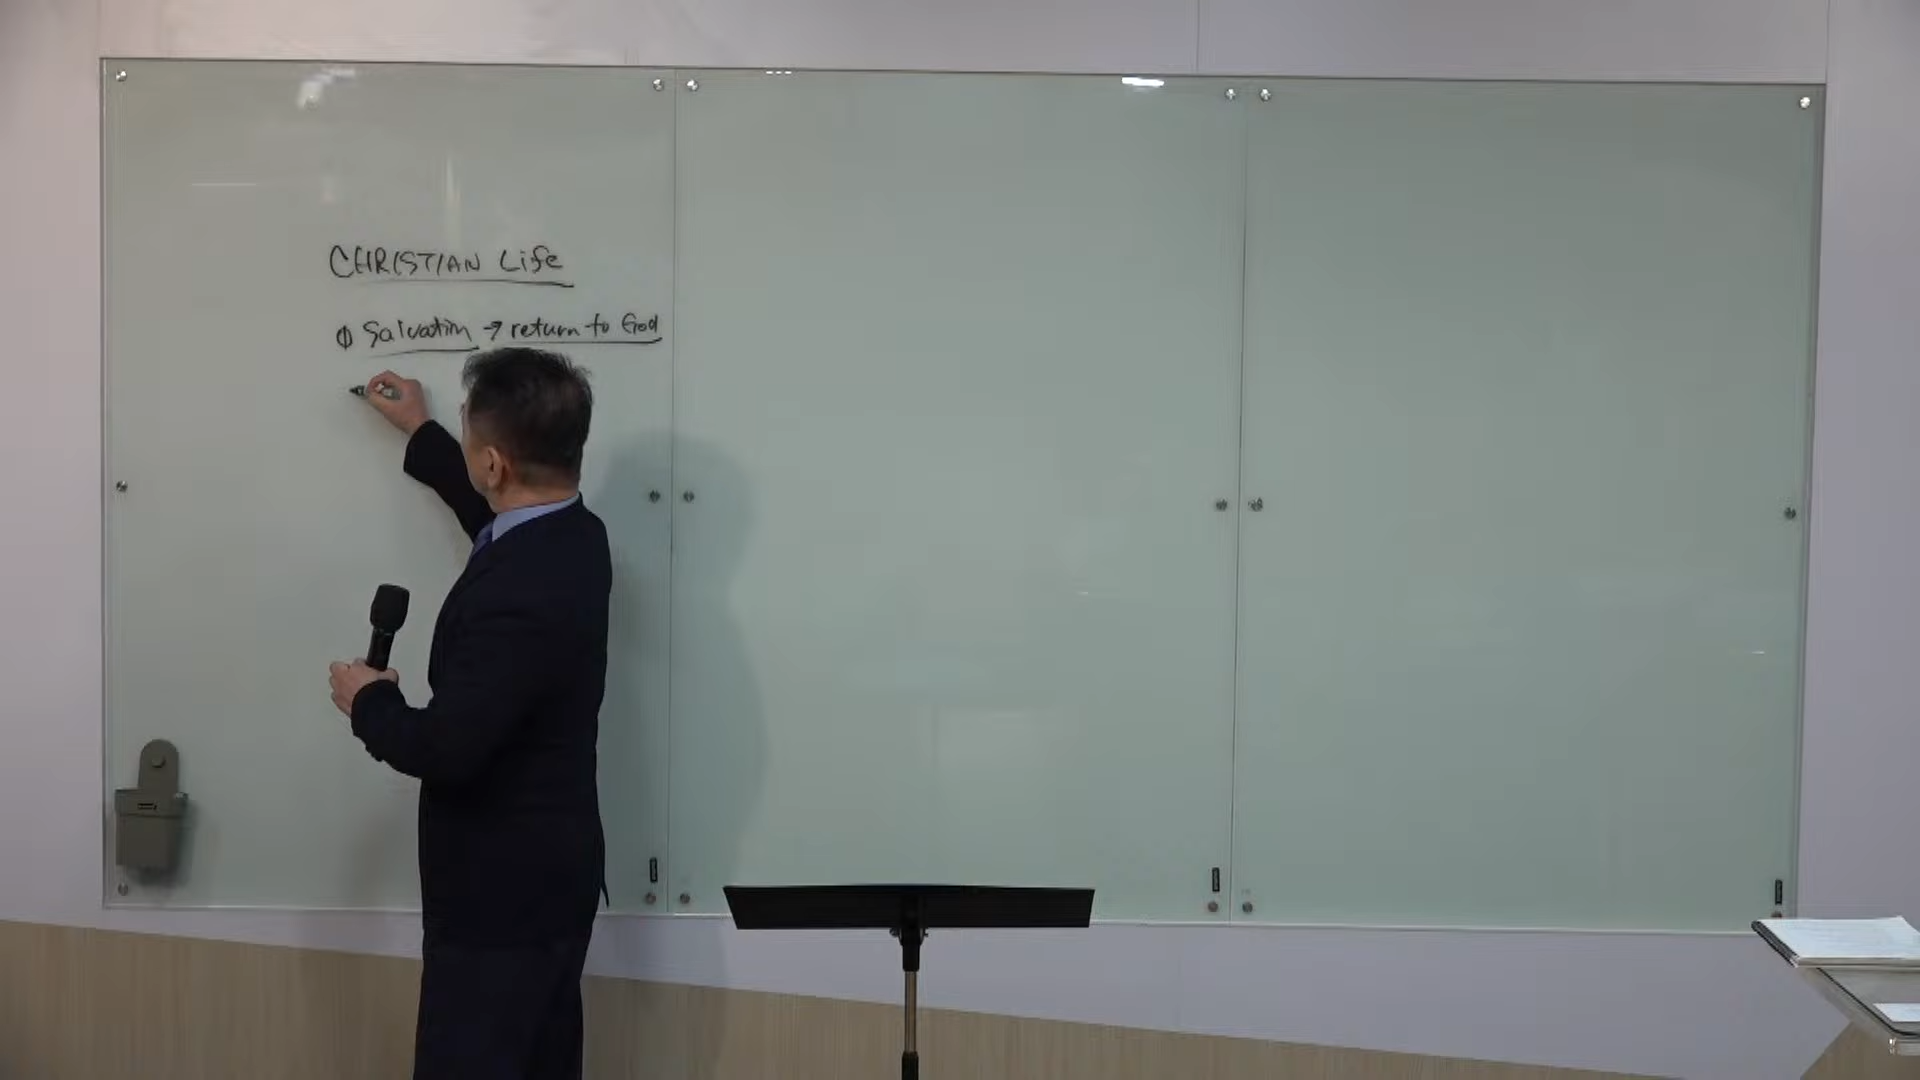 CHRISTIAN Life
① Salvation → return to God